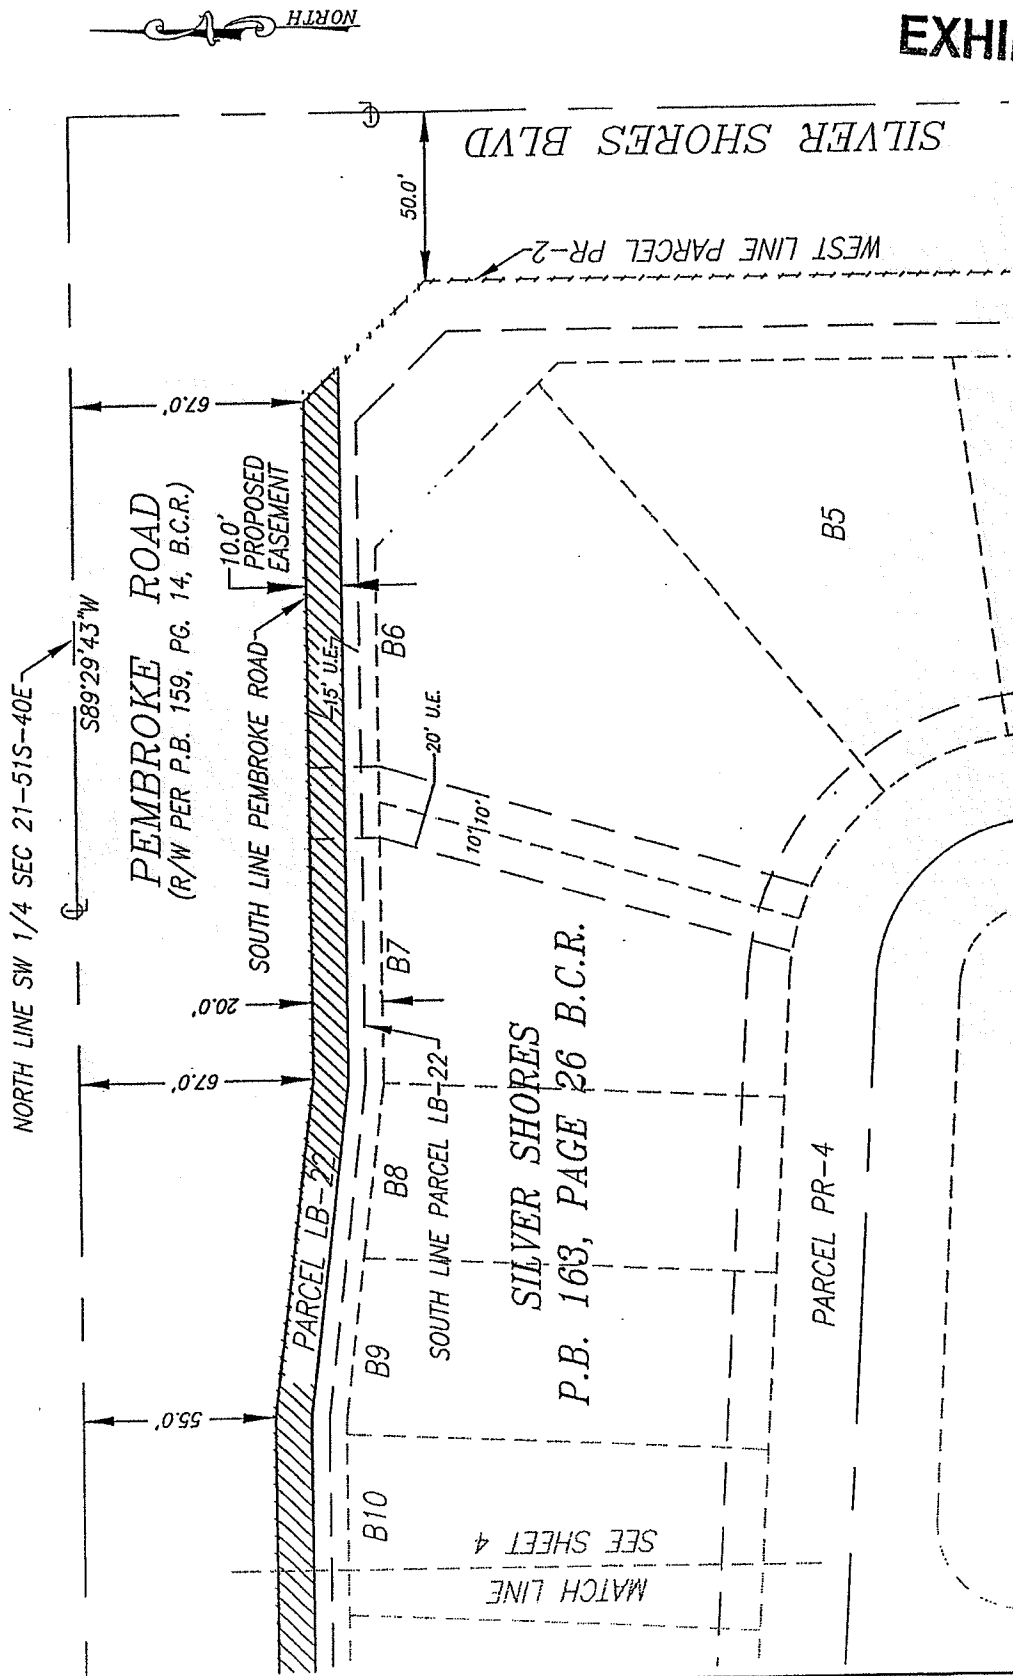 NORTH
EXHI
SILVER SHORES BLVD
50.0'
WEST LINE PARCEL PR-2
NORTH LINE SW 1/4 SEC 21-51S-40E
S89°29'43"W
PEMBROKE ROAD
(R/W PER P.B. 159, PG. 14, B.C.R.)
67.0'
10.0'
PROPOSED
EASEMENT
SOUTH LINE PEMBROKE ROAD
15' U.E.
B6
B5
20' U.E.
10'
10'
B7
20.0'
67.0'
SOUTH LINE PARCEL LB-22
B8
SILVER SHORES
P.B. 163, PAGE 26 B.C.R.
PARCEL LB-22
PARCEL PR-4
B9
55.0'
B10
SEE SHEET 4
MATCH LINE